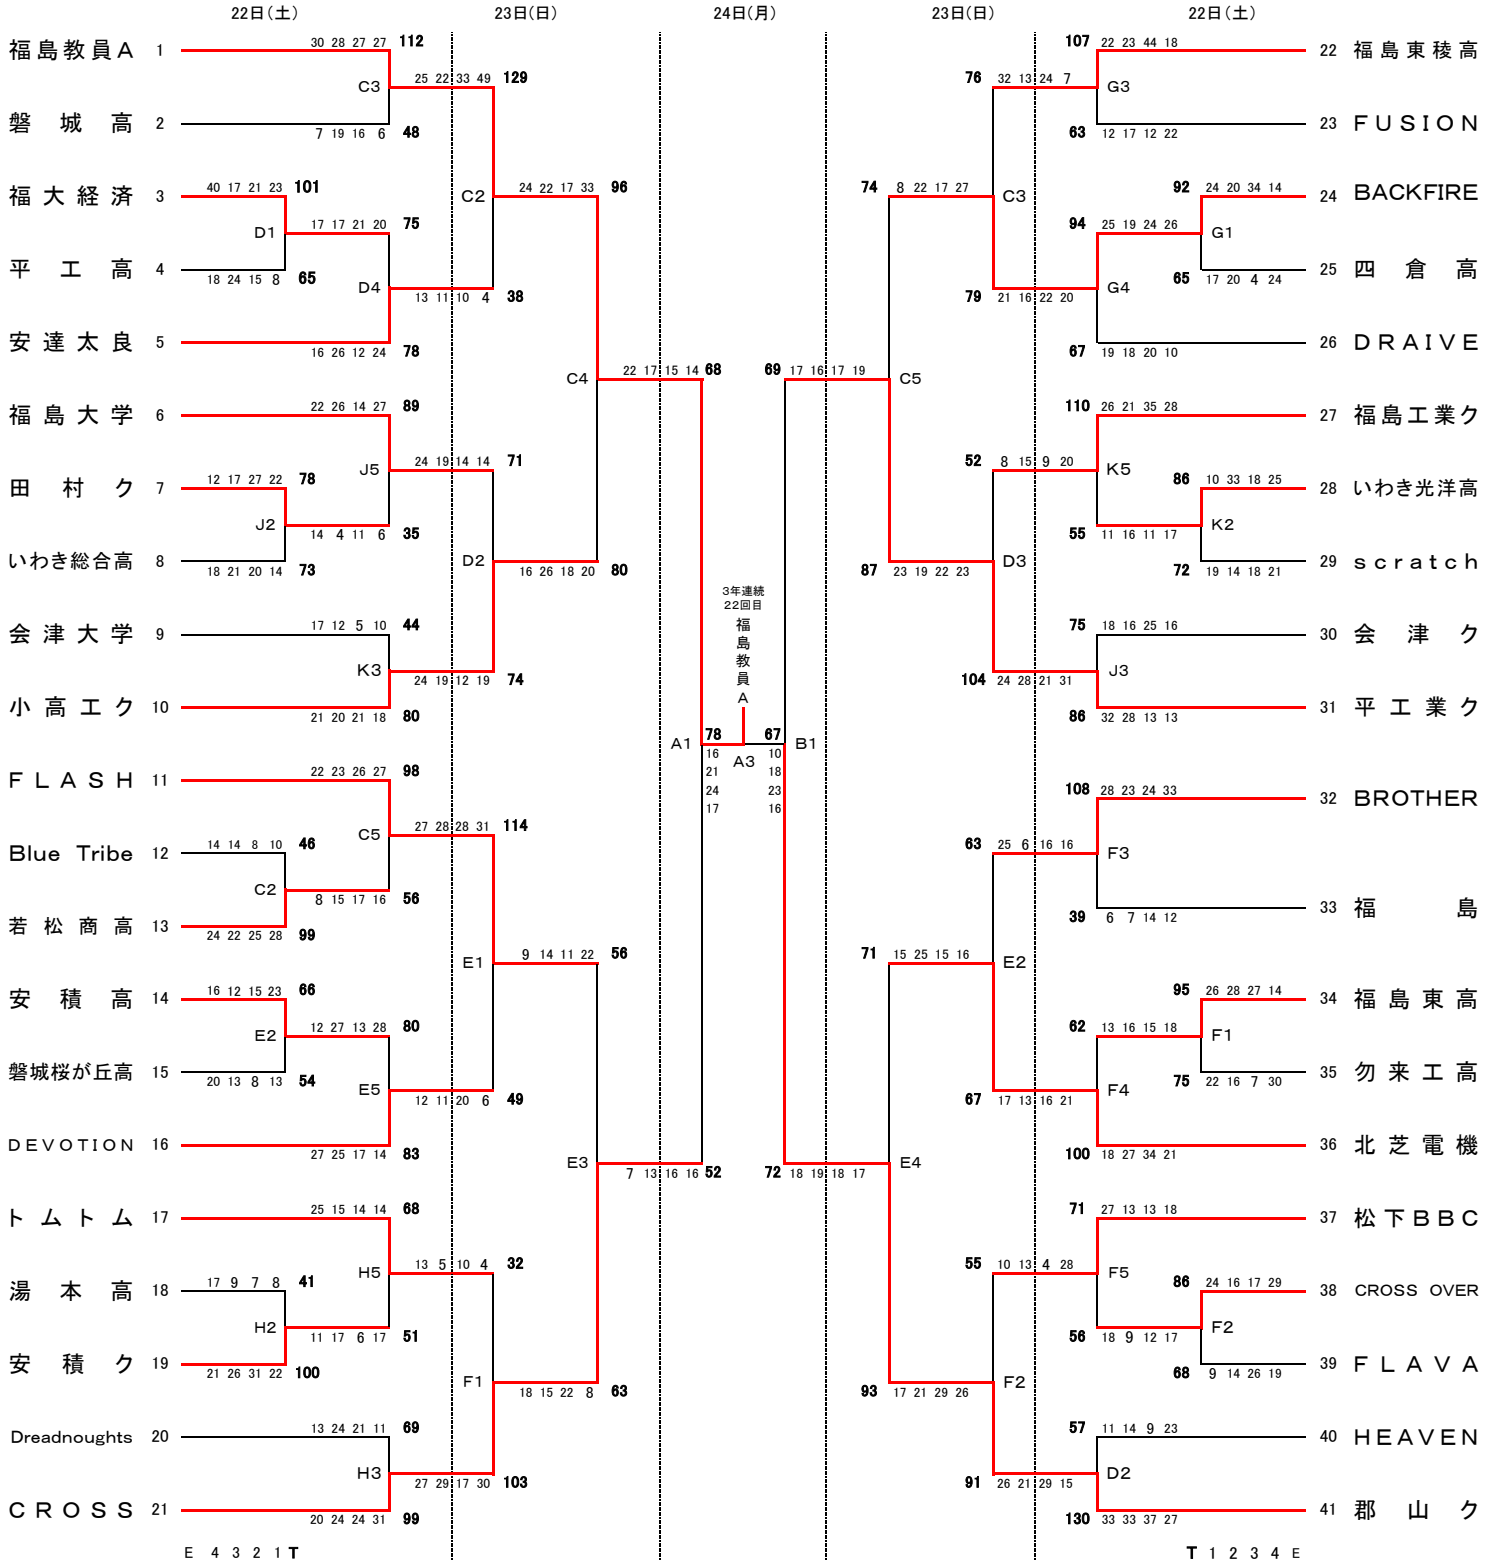 22日(土) 23日(日) 24日(月) 23日(日) 22日(土)
福島教員A 1 30 28 27 27 112
C3 25 22 33 49 129
磐城高 2 7 19 16 6 48
福大経済 3 40 17 21 23 101
C2 24 22 17 33 96
D1 17 17 21 20 75
平工高 4 18 24 15 8 65
D4 13 11 10 4 38
安達太良 5 16 26 12 24 78
C4 22 17 15 14 68
福島大学 6 22 26 14 27 89
J5 24 19 14 14 71
田村ク 7 12 17 27 22 78
J2 14 4 11 6 35
いわき総合高 8 18 21 20 14 73
D2 16 26 18 20 80
会津大学 9 17 12 5 10 44
K3 24 19 12 19 74
小高工ク 10 21 20 21 18 80
A1
FLASH 11 22 23 26 27 98
C5 27 28 28 31 114
Blue Tribe 12 14 14 8 10 46
C2 8 15 17 16 56
若松商高 13 24 22 25 28 99
E1 9 14 11 22 56
安積高 14 16 12 15 23 66
E2 12 27 13 28 80
磐城桜が丘高 15 20 13 8 13 54
E5 12 11 20 6 49
DEVOTION 16 27 25 17 14 83
E3 7 13 16 16 52
トムトム 17 25 15 14 14 68
H5 13 5 10 4 32
湯本高 18 17 9 7 8 41
H2 11 17 6 17 51
安積ク 19 21 26 31 22 100
F1 18 15 22 8 63
Dreadnoughts 20 13 24 21 11 69
H3 27 29 17 30 103
CROSS 21 20 24 24 31 99
E 4 3 2 1 T
3年連続
22回目
福島教員A
78 A3 67
16 10
21 18
24 23
17 16
107 22 23 44 18 22 福島東稜高
76 32 13 24 7 G3
63 12 17 12 22 23 FUSION
92 24 20 34 14 24 BACKFIRE
74 8 22 17 27 C3
94 25 19 24 26 G1
65 17 20 4 24 25 四倉高
79 21 16 22 20 G4
67 19 18 20 10 26 DRAIVE
69 17 16 17 19 C5
110 26 21 35 28 27 福島工業ク
52 8 15 9 20 K5
86 10 33 18 25 28 いわき光洋高
55 11 16 11 17 K2
72 19 14 18 21 29 scratch
87 23 19 22 23 D3
75 18 16 25 16 30 会津ク
104 24 28 21 31 J3
86 32 28 13 13 31 平工業ク
B1
108 28 23 24 33 32 BROTHER
63 25 6 16 16 F3
39 6 7 14 12 33 福島
71 15 25 15 16 E2
95 26 28 27 14 34 福島東高
62 13 16 15 18 F1
75 22 16 7 30 35 勿来工高
67 17 13 16 21 F4
100 18 27 34 21 36 北芝電機
72 18 19 18 17 E4
71 27 13 13 18 37 松下BBC
55 10 13 4 28 F5
86 24 16 17 29 38 CROSS OVER
56 18 9 12 17 F2
68 9 14 26 19 39 FLAVA
93 17 21 29 26 F2
57 11 14 9 23 40 HEAVEN
91 26 21 29 15 D2
130 33 33 37 27 41 郡山ク
T 1 2 3 4 E